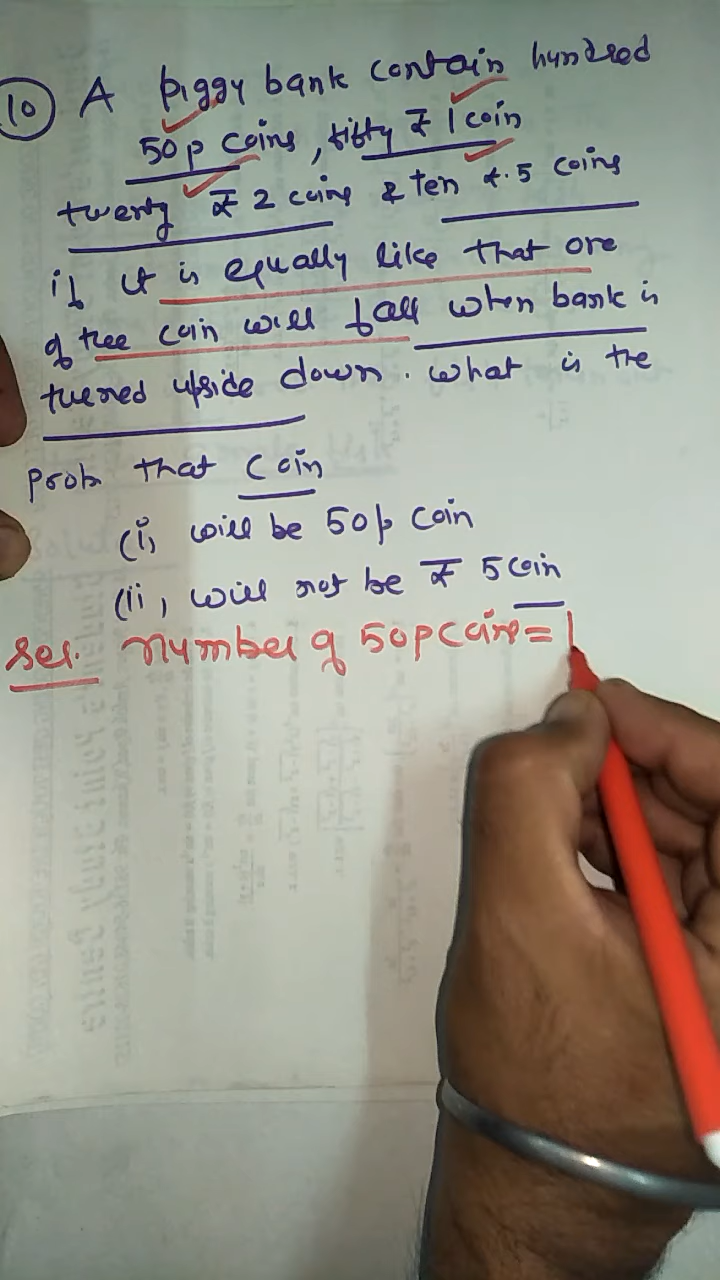 10 A piggy bank contain hundred
50p coins, fifty ₹ 1 coin
twenty ₹ 2 coins & ten ₹.5 coins
if it is equally like that one
of the coin will fall when bank is
tuened upside down. what is the
Prob that coin
(i) will be 50p coin
(ii, will not be ₹ 5 coin
Sol. number of 50p coins = 1